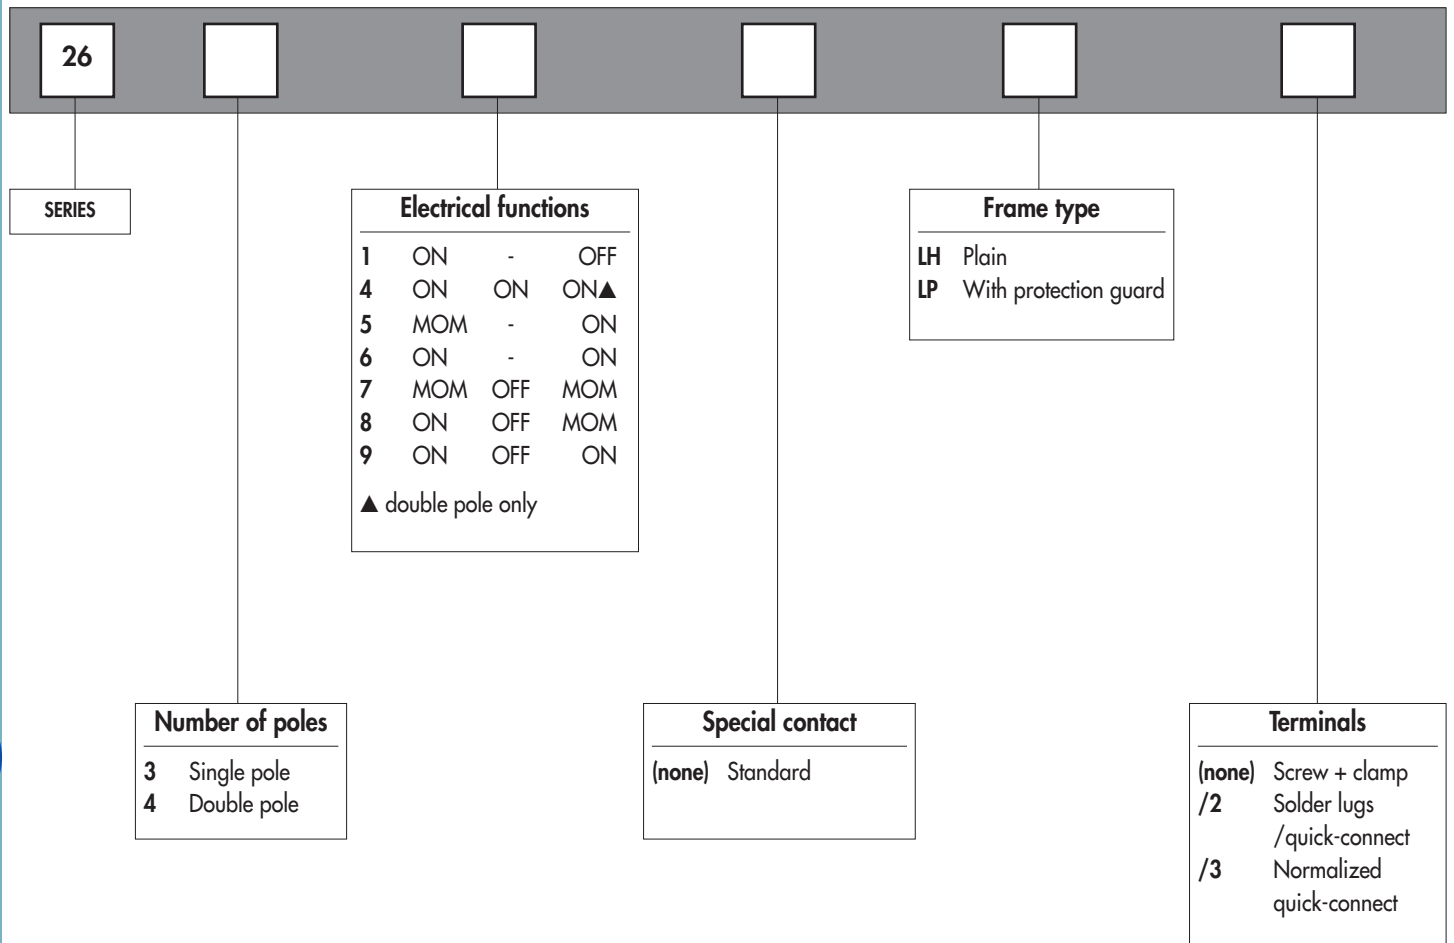 26
SERIES
Electrical functions
1 ON - OFF
4 ON ON ON▲
5 MOM - ON
6 ON - ON
7 MOM OFF MOM
8 ON OFF MOM
9 ON OFF ON
▲ double pole only
Frame type
LH Plain
LP With protection guard
Number of poles
3 Single pole
4 Double pole
Special contact
(none) Standard
Terminals
(none) Screw + clamp
/2 Solder lugs
/quick-connect
/3 Normalized
quick-connect